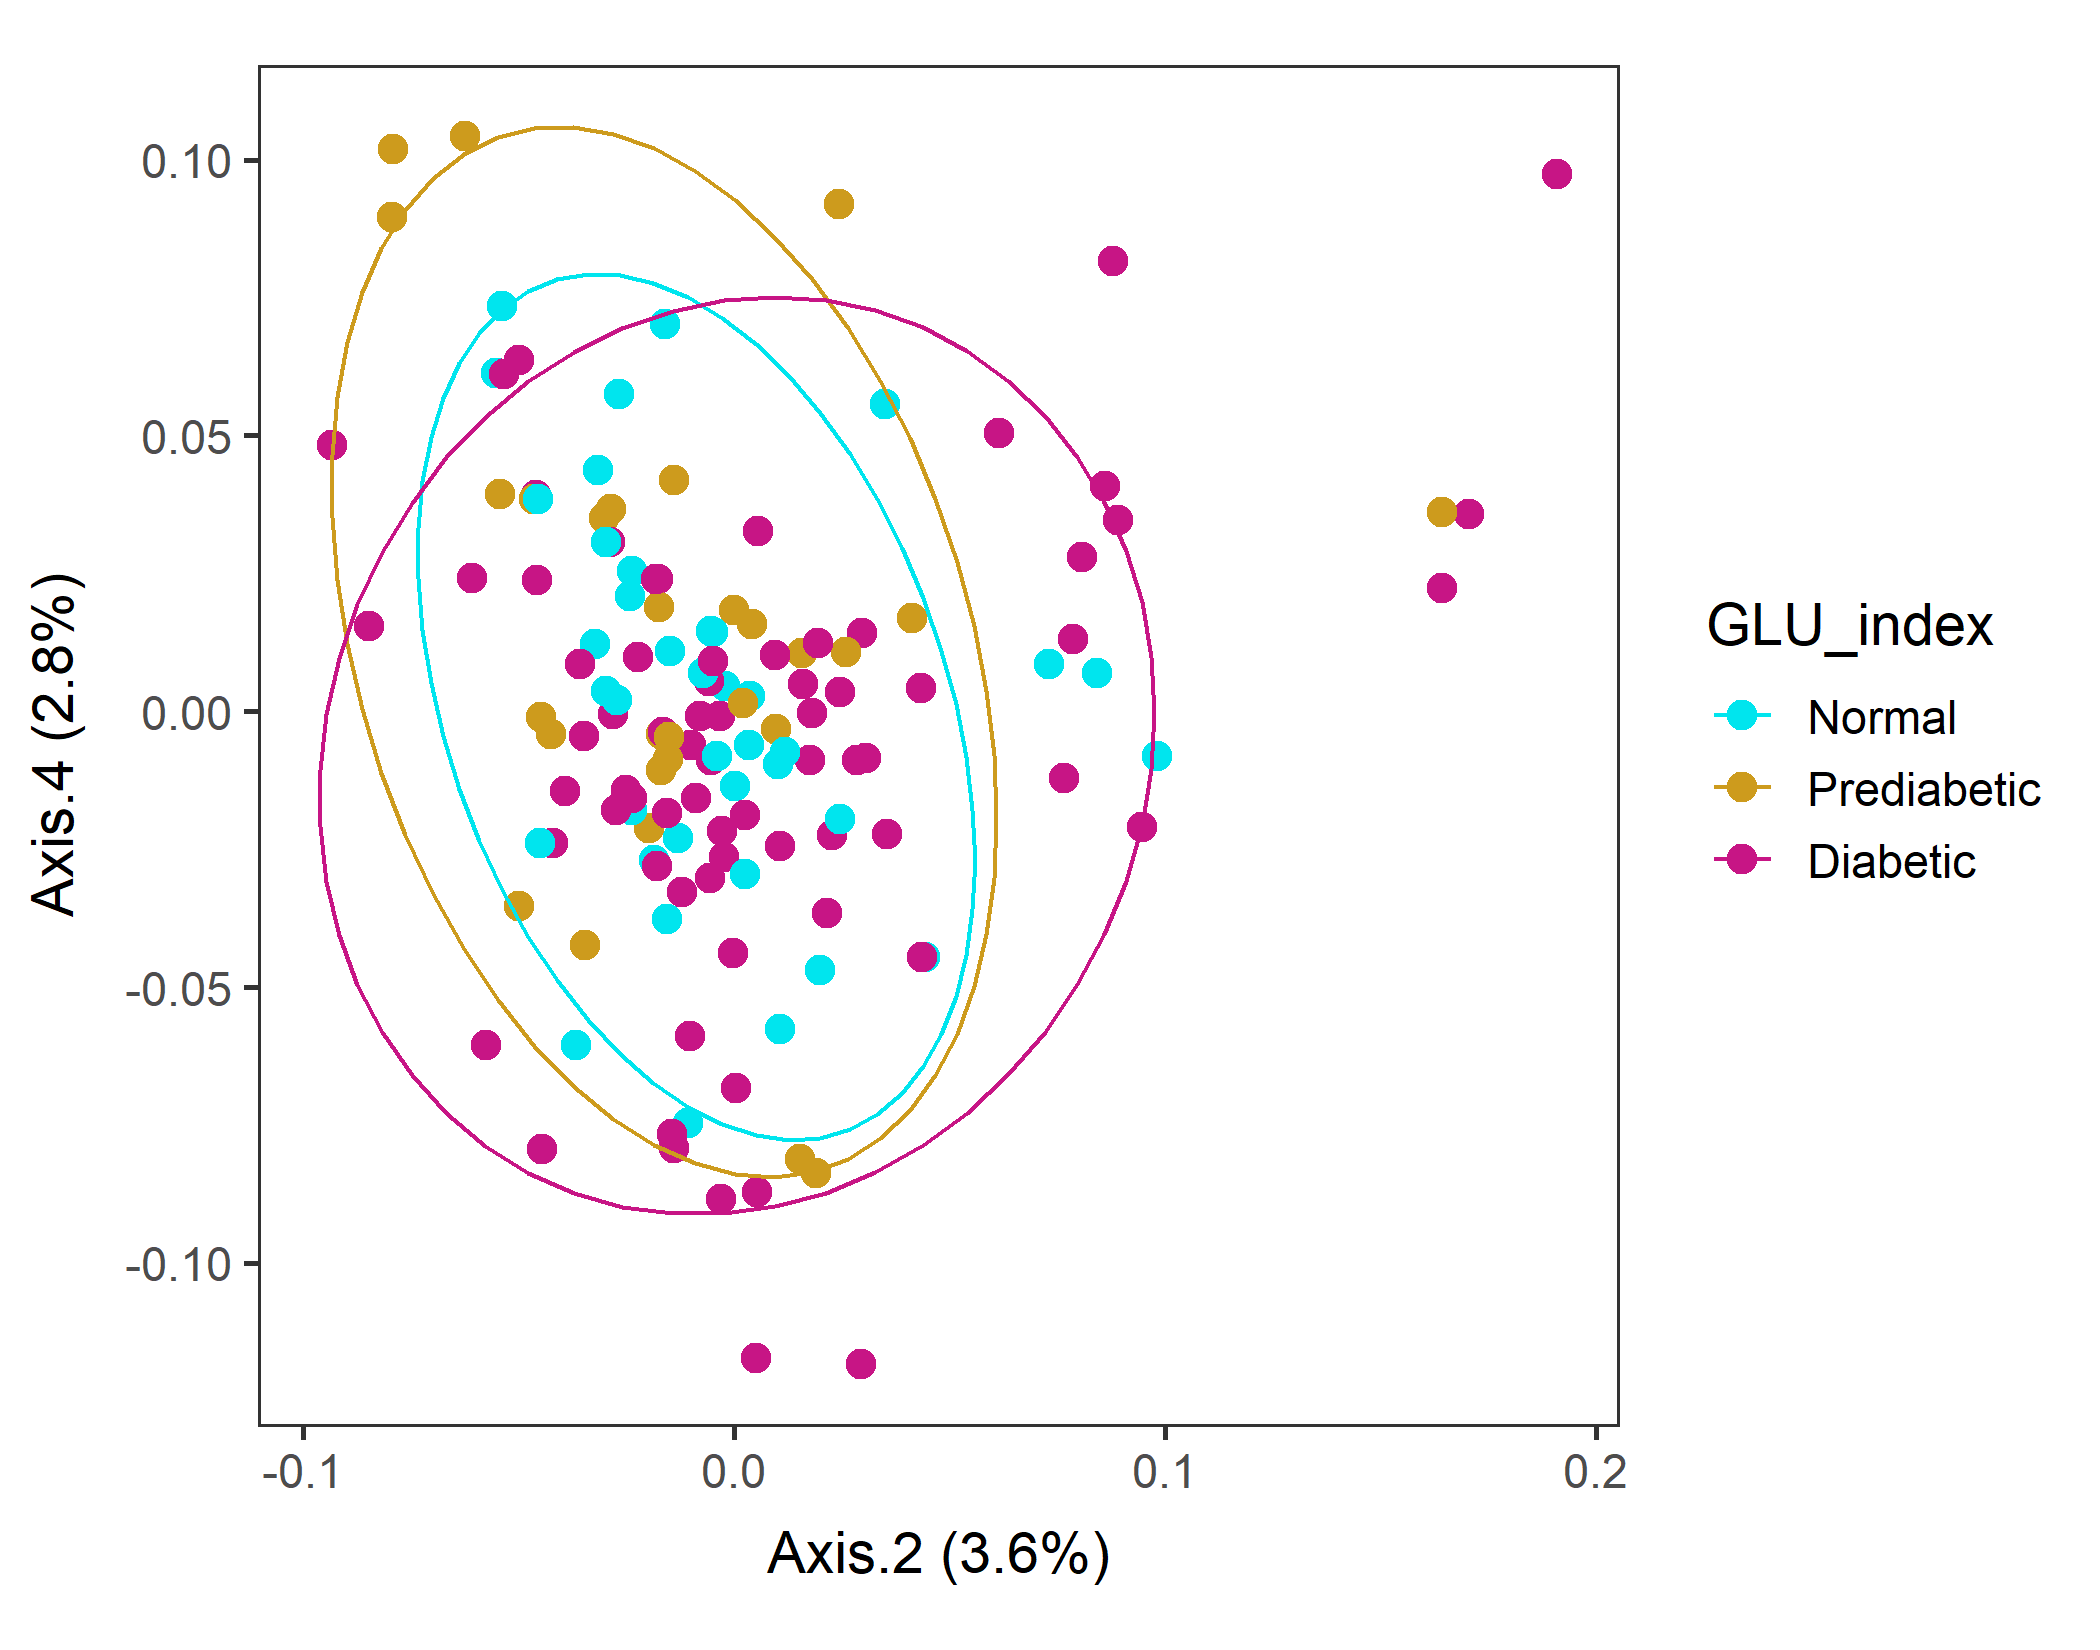 0.10
0.05
0.00
-0.05
-0.10
-0.1
0.0
0.1
0.2
Axis.2 (3.6%)
Axis.4 (2.8%)
GLU_index
Normal
Prediabetic
Diabetic